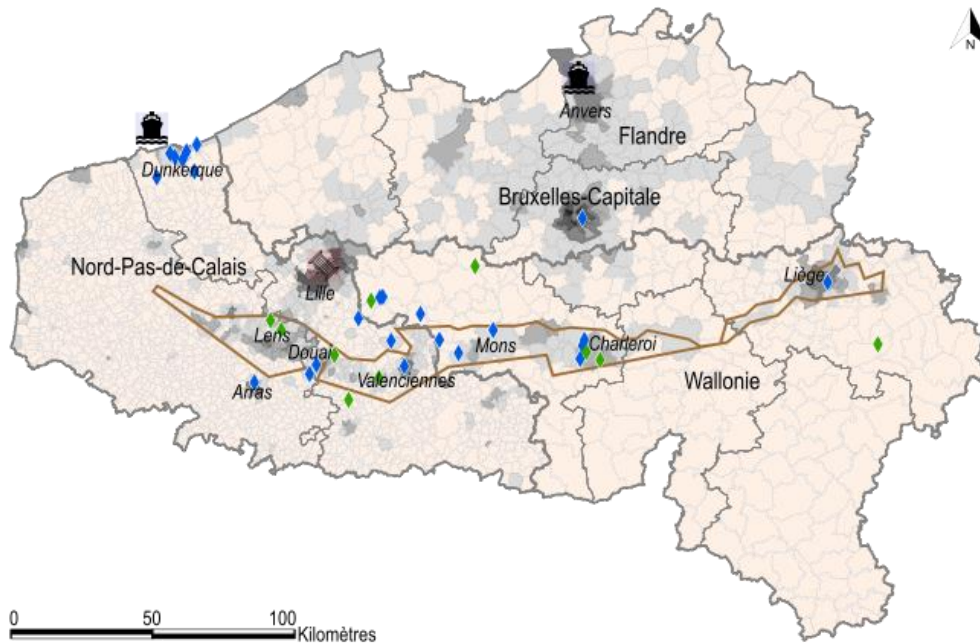 N
Anvers
Flandre
Dunkerque
Bruxelles-Capitale
Nord-Pas-de-Calais
Lille
Liège
Lens
Douai
Mons
Charleroi
Valenciennes
Arras
Wallonie
0 50 100
Kilomètres